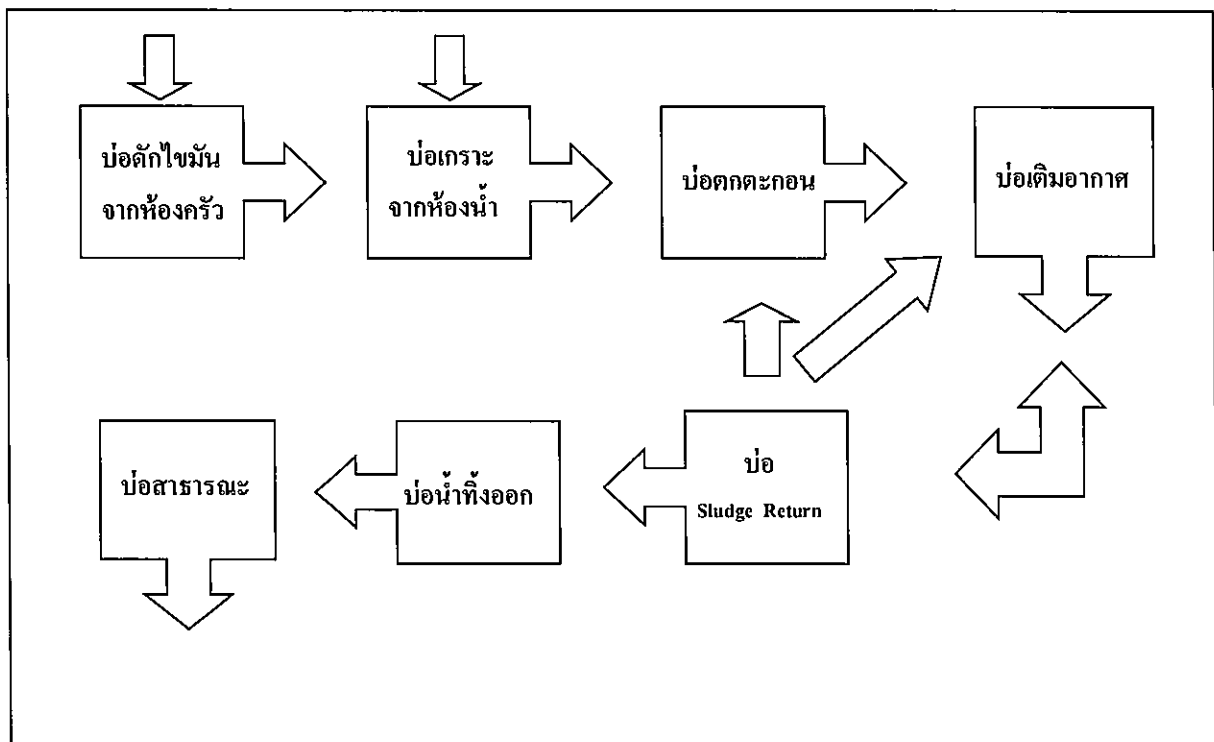 บ่อดักไขมัน
จากห้องครัว
บ่อเกราะ
จากห้องน้ำ
บ่อตกตะกอน
บ่อเติมอากาศ
บ่อสาธารณะ
บ่อน้ำทิ้งออก
บ่อ
Sludge Return